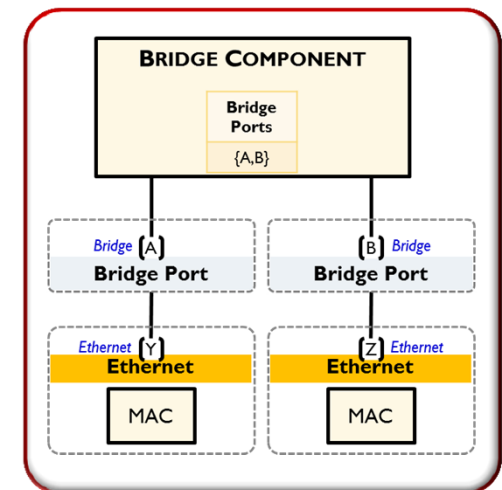 BRIDGE COMPONENT
Bridge
Ports
{A,B}
Bridge [A]
Bridge Port
[B] Bridge
Bridge Port
Ethernet [Y]
Ethernet
MAC
[Z] Ethernet
Ethernet
MAC